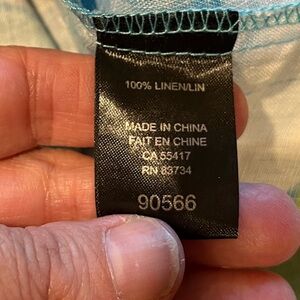 100% LINEN/LIN
MADE IN CHINA
FAIT EN CHINE
CA 55417
RN 83734
90566